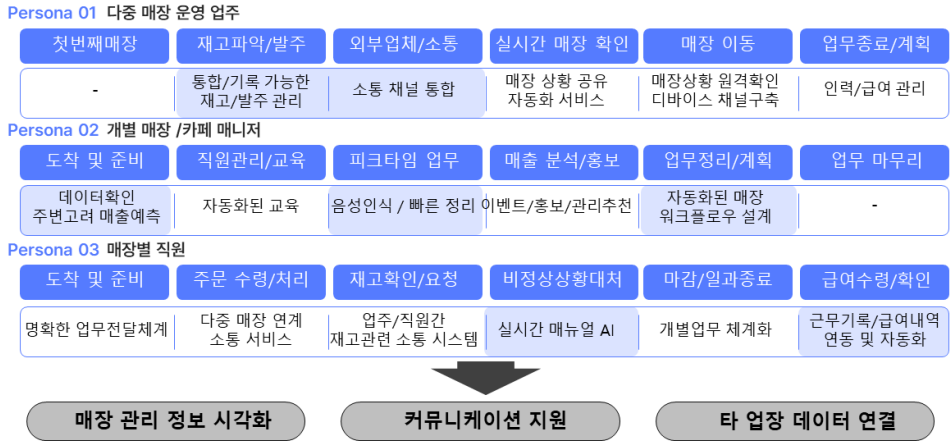 Persona 01 다중 매장 운영 업주
첫번째매장 재고파악/발주 외부업체/소통 실시간 매장 확인 매장 이동 업무종료/계획
-
통합/기록 가능한
재고/발주 관리
소통 채널 통합
매장 상황 공유
자동화 서비스
매장상황 원격확인
디바이스 채널구축
인력/급여 관리
Persona 02 개별 매장 /카페 매니저
도착 및 준비 직원관리/교육 피크타임 업무 매출 분석/홍보 업무정리/계획 업무 마무리
데이터확인
주변고려 매출예측
자동화된 교육
음성인식 / 빠른 정리
이벤트/홍보/관리추천
자동화된 매장
워크플로우 설계
-
Persona 03 매장별 직원
도착 및 준비 주문 수령/처리 재고확인/요청 비정상상황대처 마감/일과종료 급여수령/확인
명확한 업무전달체계
다중 매장 연계
소통 서비스
업주/직원간
재고관련 소통 시스템
실시간 매뉴얼 AI
개별업무 체계화
근무기록/급여내역
연동 및 자동화
매장 관리 정보 시각화
커뮤니케이션 지원
타 업장 데이터 연결